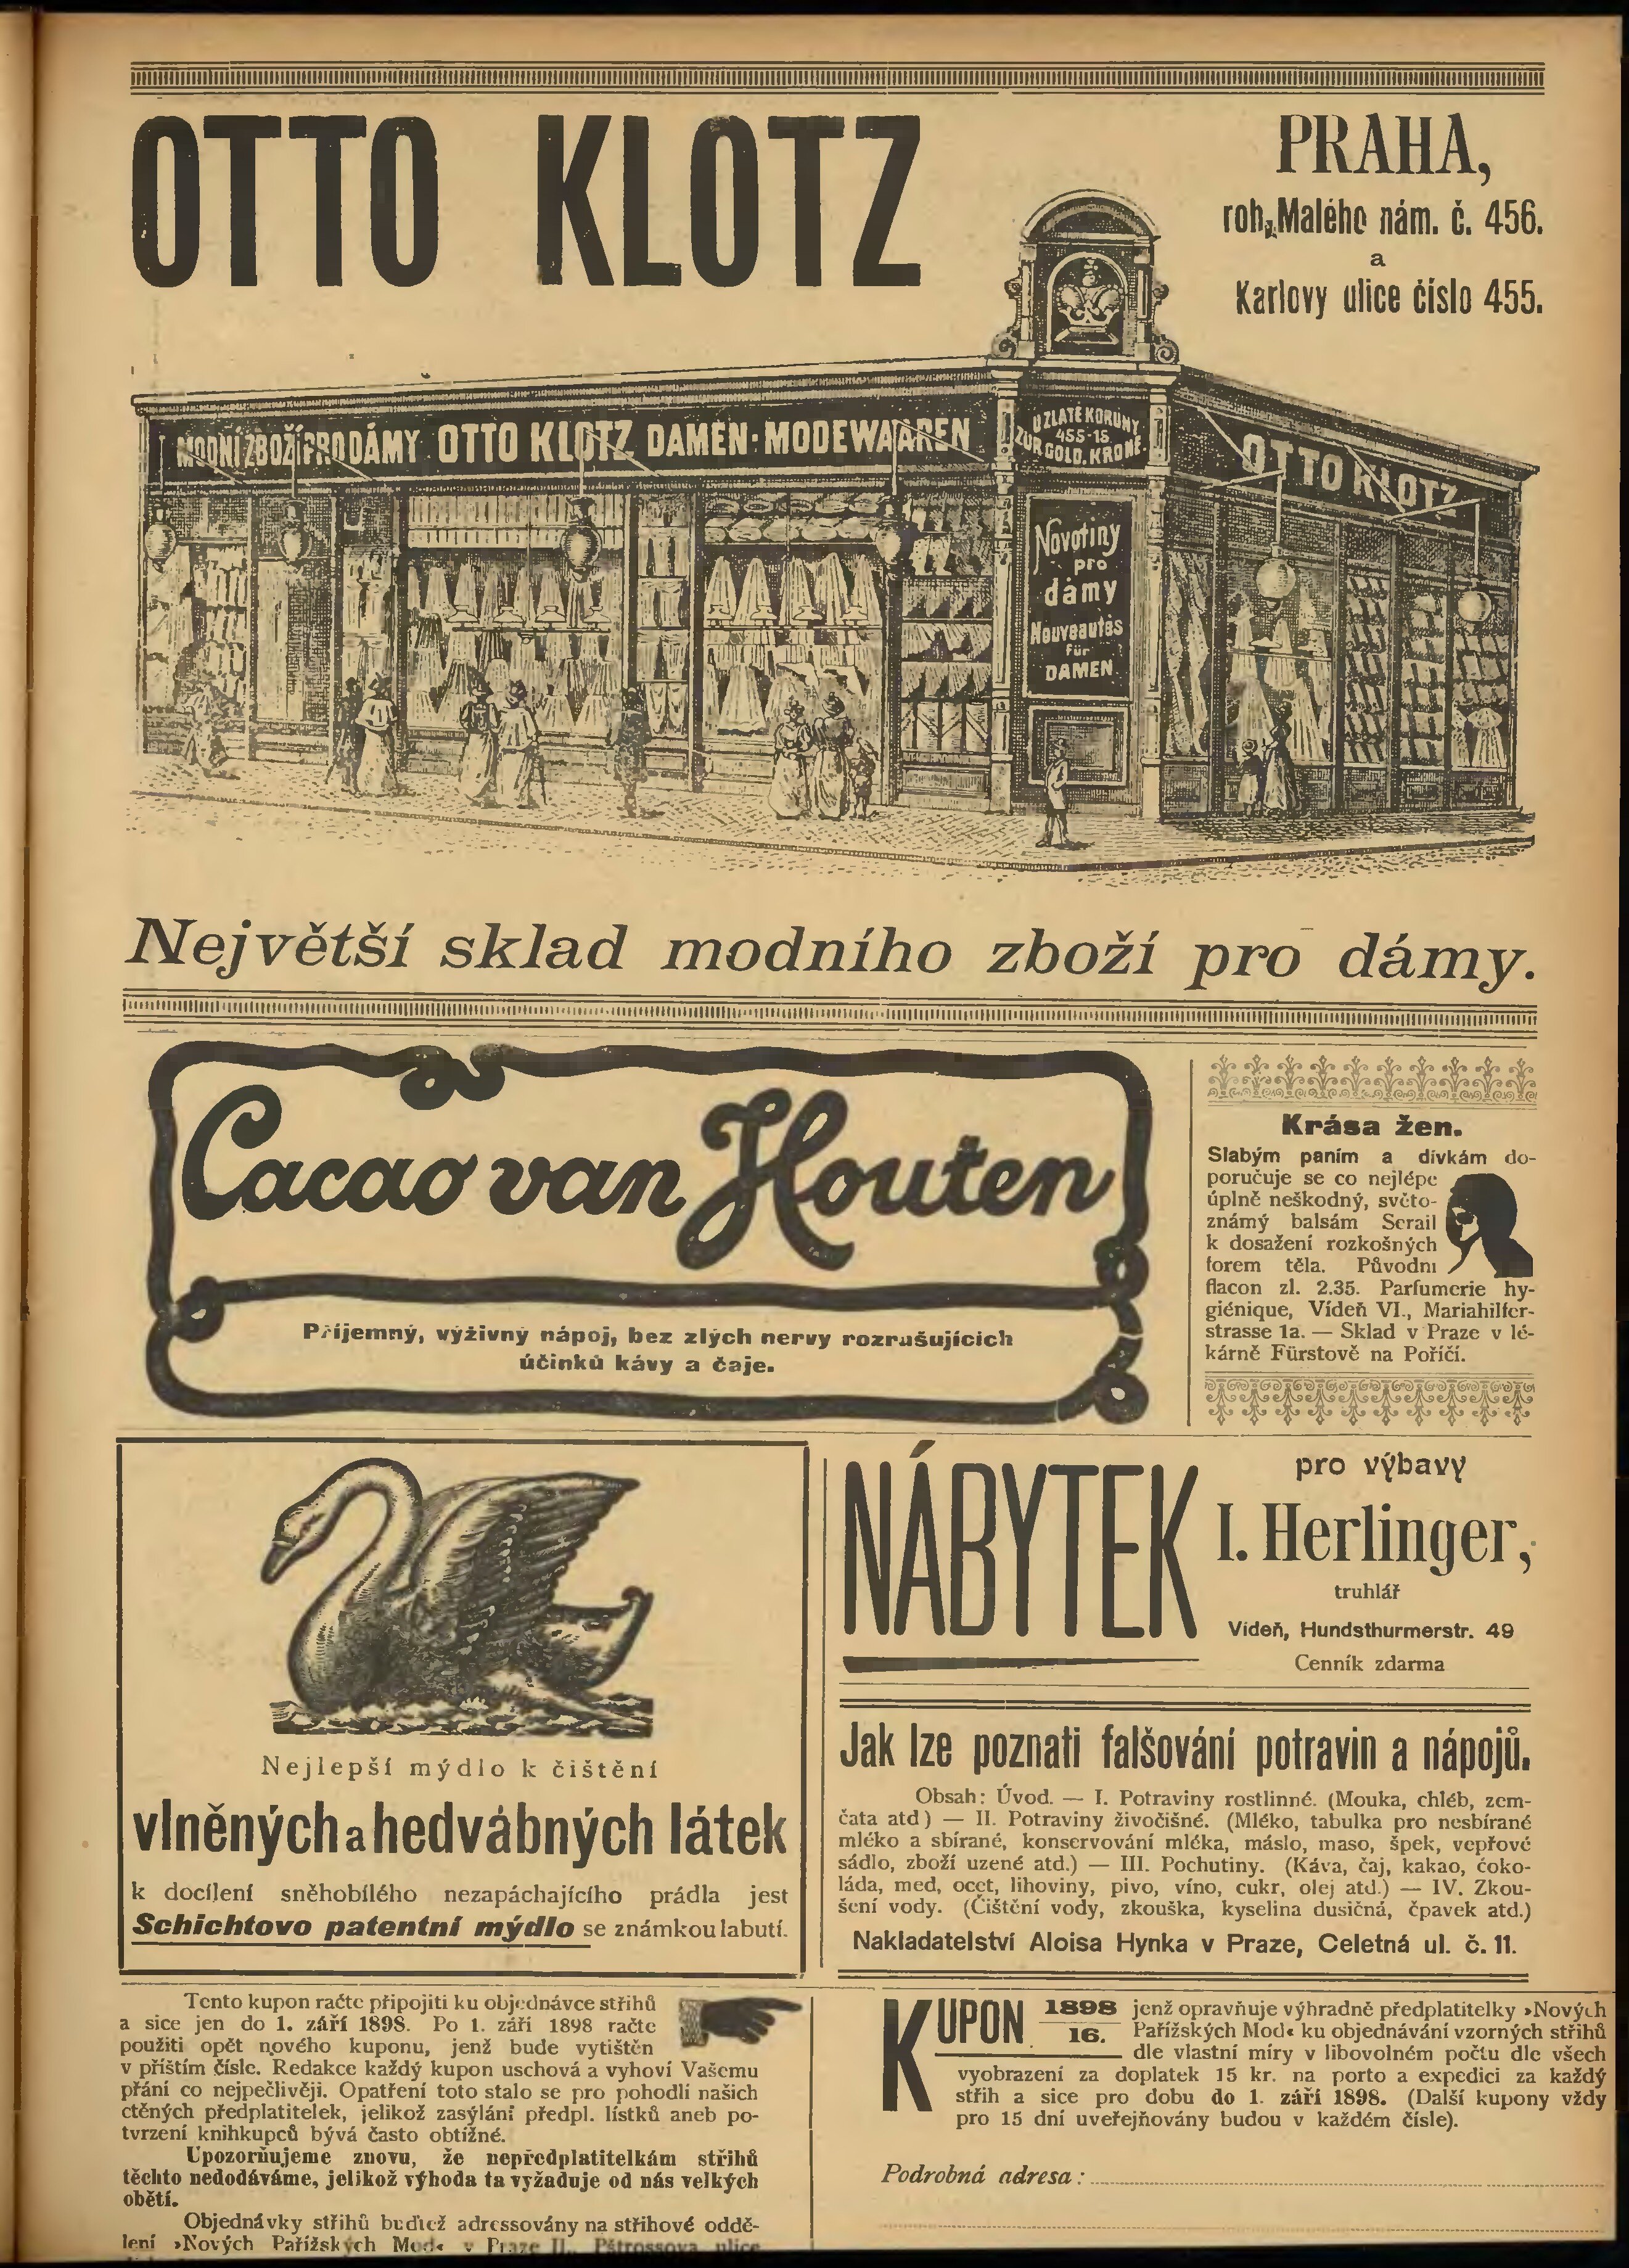 OTTO KLOTZ
PRAHA,
roh Malého nám. č. 456.
a
Karlovy ulice číslo 455.
U ZLATÉ KORUNY
455-15
ZUR GOLD. KRONE
MODNÍ ZBOŽÍ PRO DÁMY OTTO KLOTZ DAMEN-MODEWAAREN
OTTO KLOTZ
Novotiny
pro
dámy
Nouveautés
für
DAMEN
Největší sklad modního zboží pro dámy.
Cacao van Houten
Příjemný, výživný nápoj, bez zlých nervy rozrušujících
účinků kávy a čaje.
Krása žen.
Slabým paním a dívkám do-
poručuje se co nejlépe
úplně neškodný, světo-
známý balsám Serail
k dosažení rozkošných
forem těla. Původní
flacon zl. 2.35. Parfumerie hy-
giénique, Vídeň VI., Mariahilfer-
strasse 1a. — Sklad v Praze v lé-
kárně Fürstově na Poříčí.
Nejlepší mýdlo k čištění
vlněných a hedvábných látek
k docílení sněhobílého nezapáchajícího prádla jest
Schichtovo patentní mýdlo se známkou labutí.
NÁBYTEK
pro výbavy
I. Herlinger,
truhlář
Vídeň, Hundsthurmerstr. 49
Cenník zdarma
Jak lze poznati falšování potravin a nápojů.
Obsah: Úvod. — I. Potraviny rostlinné. (Mouka, chléb, zem-
čata atd) — II. Potraviny živočišné. (Mléko, tabulka pro nesbírané
mléko a sbírané, konservování mléka, máslo, maso, špek, vepřové
sádlo, zboží uzené atd.) — III. Pochutiny. (Káva, čaj, kakao, čoko-
láda, med, ocet, lihoviny, pivo, víno, cukr, olej atd.) — IV. Zkou-
šení vody. (Čištění vody, zkouška, kyselina dusičná, čpavek atd.)
Nakladatelství Aloisa Hynka v Praze, Celetná ul. č. 11.
Tento kupon račte připojiti ku objednávce střihů
a sice jen do 1. září 1898. Po 1. září 1898 račte
použiti opět nového kuponu, jenž bude vytištěn
v příštím čísle. Redakce každý kupon uschová a vyhoví Vašemu
přání co nejpečlivěji. Opatření toto stalo se pro pohodlí našich
ctěných předplatitelek, jelikož zasýlání předpl. lístků aneb po-
tvrzení knihkupců bývá často obtížné.
Upozorňujeme znovu, že nepředplatitelkám střihů
těchto nedodáváme, jelikož výhoda ta vyžaduje od nás velkých
obětí.
Objednávky střihů buďtež adressovány na střihové oddě-
lení »Nových Pařížských Mod« v Praze II., Pštrossova ulice
KUPON 1898 16. jenž opravňuje výhradně předplatitelky »Nových
Pařížských Mod« ku objednávání vzorných střihů
dle vlastní míry v libovolném počtu dle všech
vyobrazení za doplatek 15 kr. na porto a expedici za každý
střih a sice pro dobu do 1. září 1898. (Další kupony vždy
pro 15 dní uveřejňovány budou v každém čísle).
Podrobná adresa: